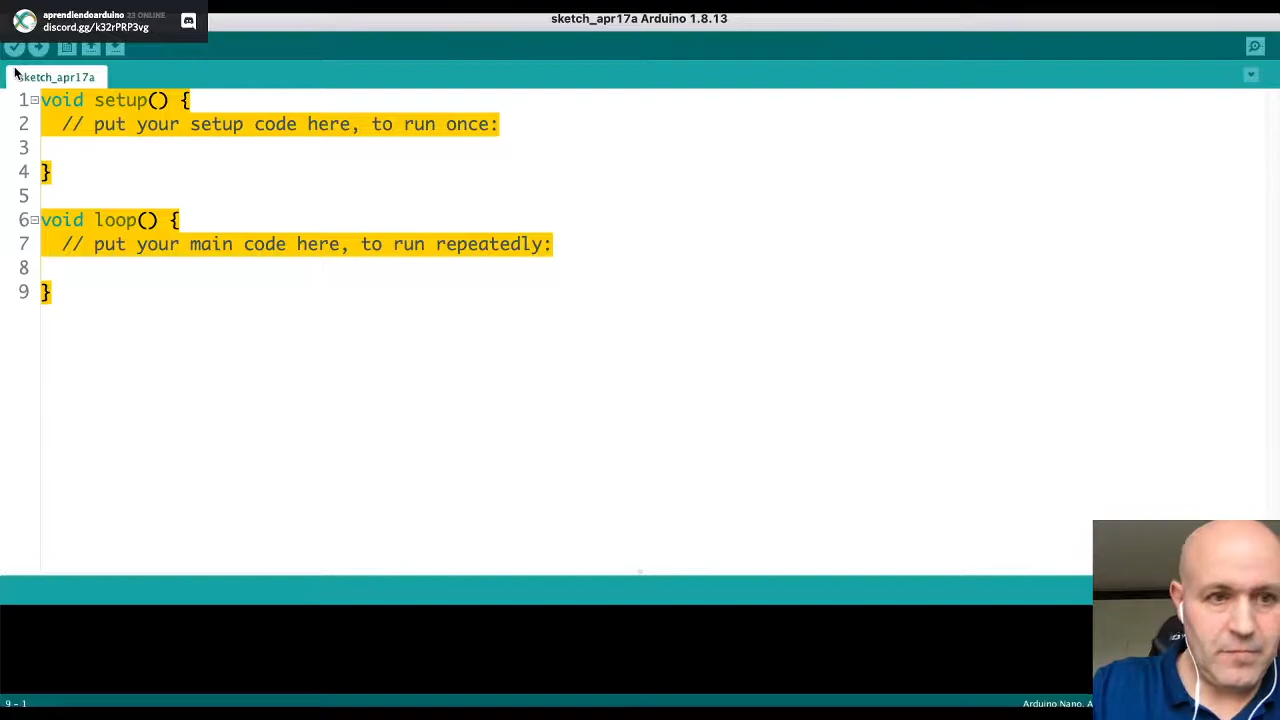 aprendiendoarduino 23 ONLINE
discord.gg/k32rPRP3vg
sketch_apr17a Arduino 1.8.13
sketch_apr17a
1 void setup() {
2 // put your setup code here, to run once:
3
4 }
5
6 void loop() {
7 // put your main code here, to run repeatedly:
8
9 }
9 - 1
Arduino Nano, A